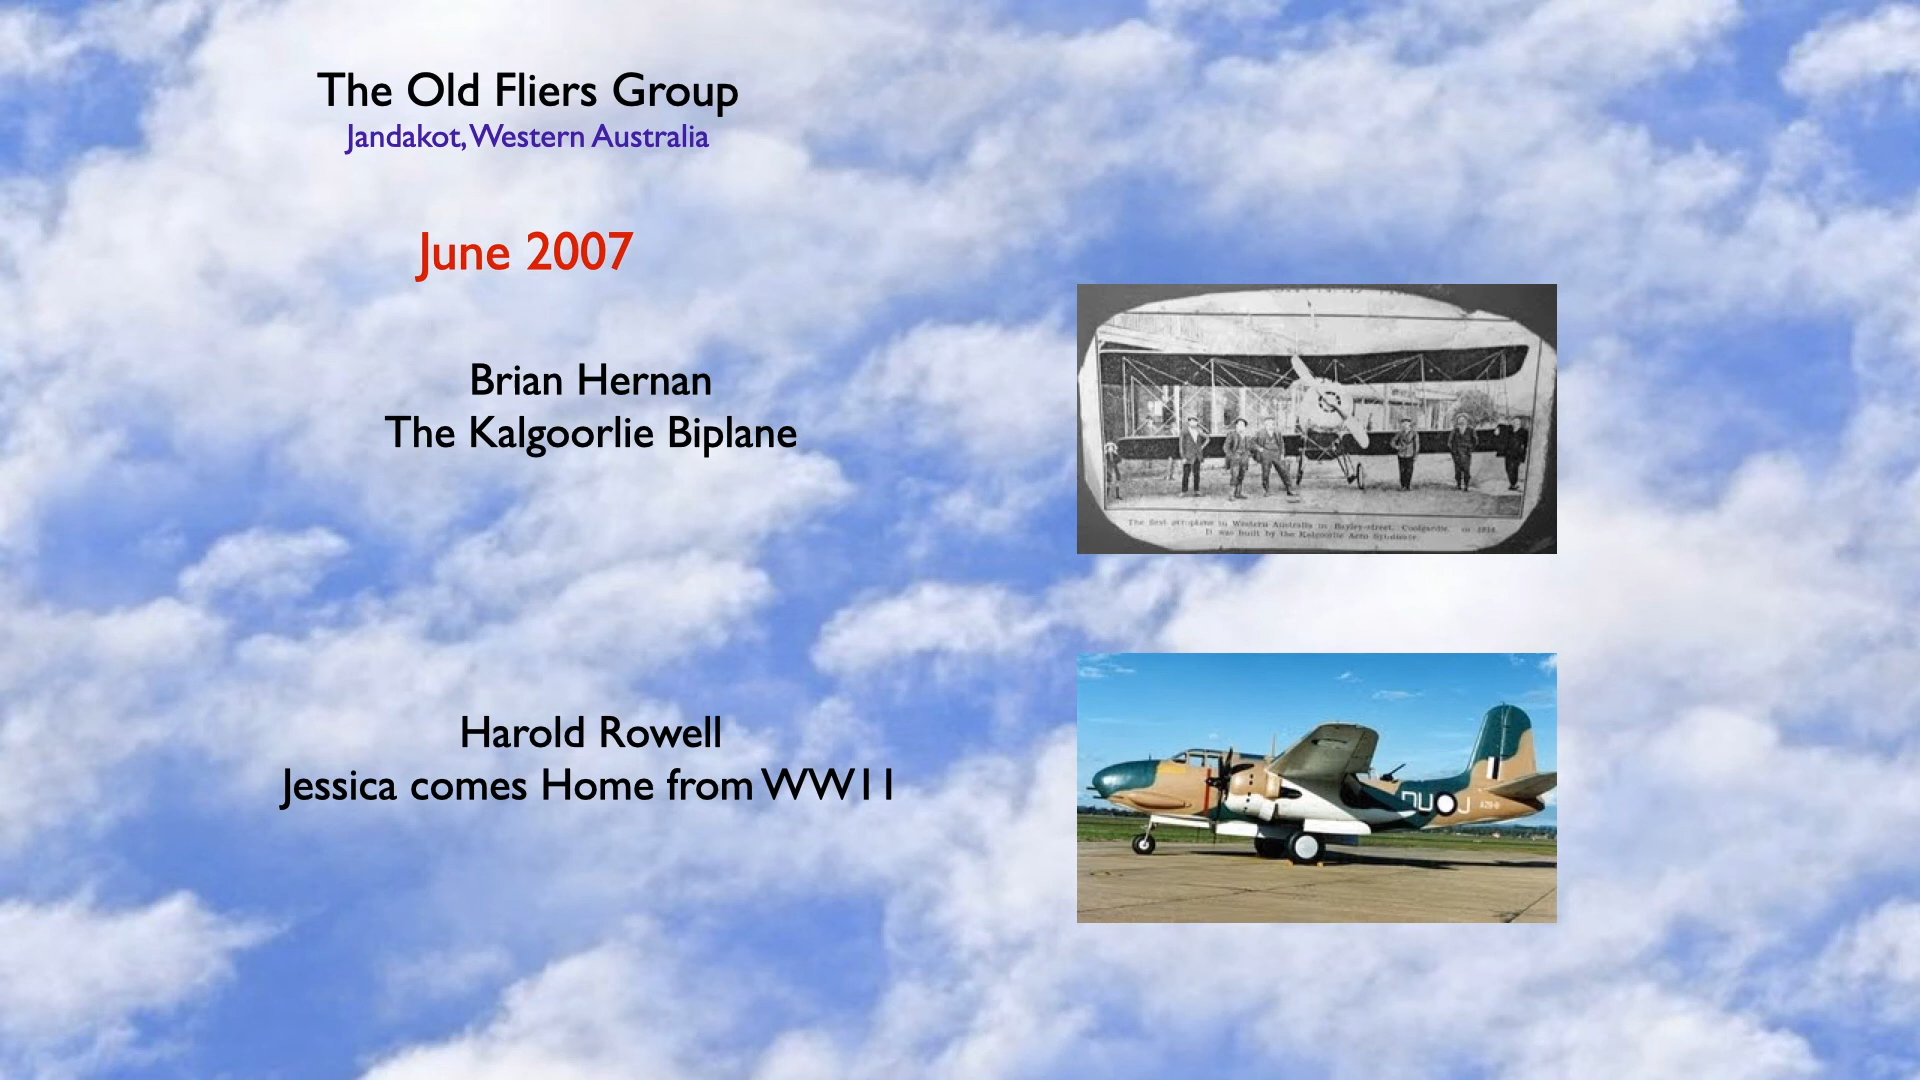 The Old Fliers Group
Jandakot, Western Australia
June 2007
Brian Hernan
The Kalgoorlie Biplane
The first aeroplane in Western Australia in Bayley-street, Coolgardie,
It was built by the Kalgoorlie Aero Syndicate.
Harold Rowell
Jessica comes Home from WW11
DU J